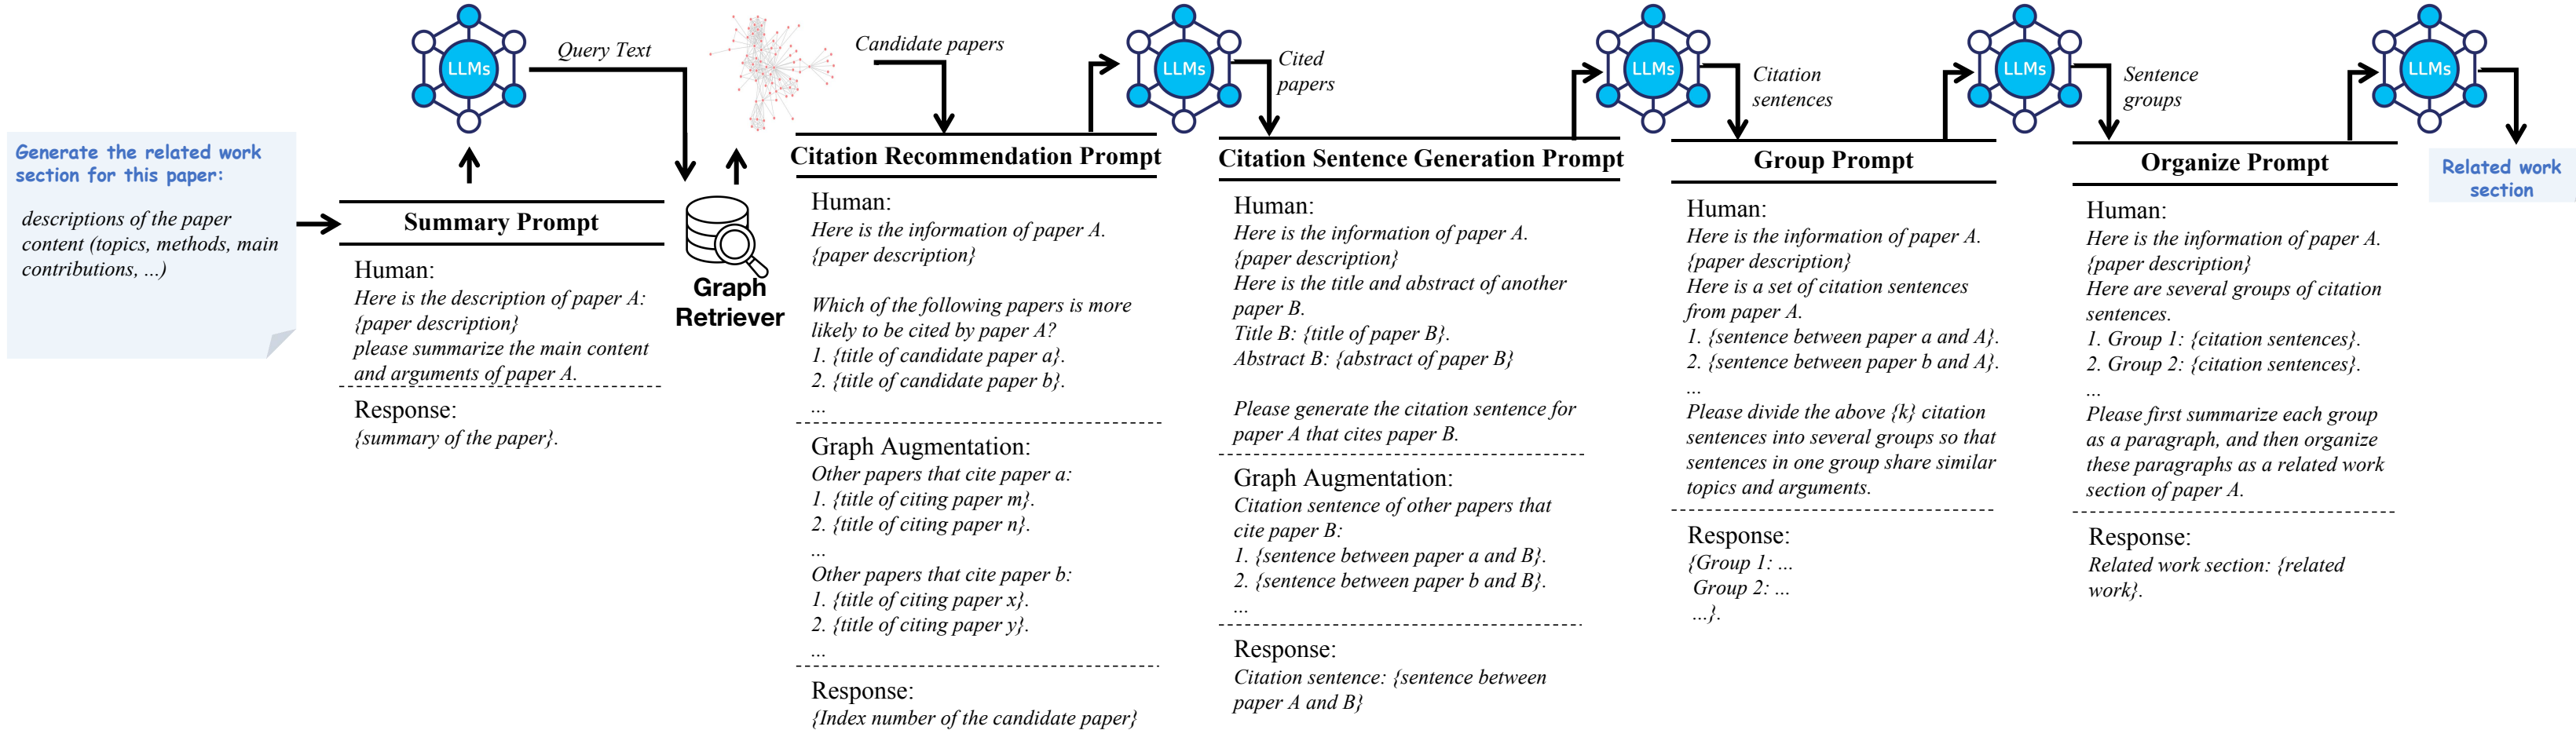 Generate the related work
section for this paper:
descriptions of the paper
content (topics, methods, main
contributions, ...)
LLMs
Query Text
Summary Prompt
Human:
Here is the description of paper A:
{paper description}
please summarize the main content
and arguments of paper A.
Response:
{summary of the paper}.
Graph
Retriever
Candidate papers
Citation Recommendation Prompt
Human:
Here is the information of paper A.
{paper description}
Which of the following papers is more
likely to be cited by paper A?
1. {title of candidate paper a}.
2. {title of candidate paper b}.
...
Graph Augmentation:
Other papers that cite paper a:
1. {title of citing paper m}.
2. {title of citing paper n}.
...
Other papers that cite paper b:
1. {title of citing paper x}.
2. {title of citing paper y}.
...
Response:
{Index number of the candidate paper}
LLMs
Cited
papers
Citation Sentence Generation Prompt
Human:
Here is the information of paper A.
{paper description}
Here is the title and abstract of another
paper B.
Title B: {title of paper B}.
Abstract B: {abstract of paper B}
Please generate the citation sentence for
paper A that cites paper B.
Graph Augmentation:
Citation sentence of other papers that
cite paper B:
1. {sentence between paper a and B}.
2. {sentence between paper b and B}.
...
Response:
Citation sentence: {sentence between
paper A and B}
LLMs
Citation
sentences
Group Prompt
Human:
Here is the information of paper A.
{paper description}
Here is a set of citation sentences
from paper A.
1. {sentence between paper a and A}.
2. {sentence between paper b and A}.
...
Please divide the above {k} citation
sentences into several groups so that
sentences in one group share similar
topics and arguments.
Response:
{Group 1: ...
Group 2: ...
...}.
LLMs
Sentence
groups
Organize Prompt
Human:
Here is the information of paper A.
{paper description}
Here are several groups of citation
sentences.
1. Group 1: {citation sentences}.
2. Group 2: {citation sentences}.
...
Please first summarize each group
as a paragraph, and then organize
these paragraphs as a related work
section of paper A.
Response:
Related work section: {related
work}.
LLMs
Related work
section